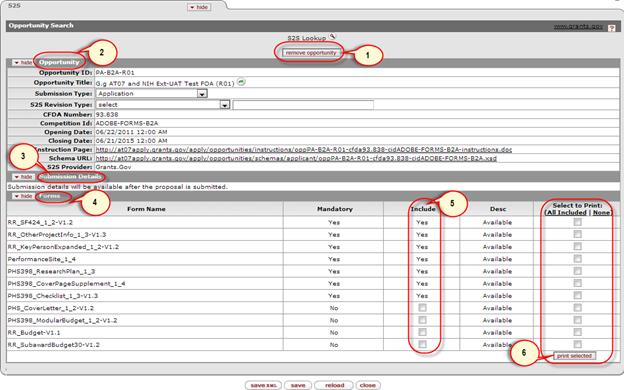 S2S
hide
Opportunity Search
www.grants.gov ?
S2S Lookup
remove opportunity
1
2
hide Opportunity
Opportunity ID: PA-B2A-R01
Opportunity Title: G.g AT07 and NIH Ext-UAT Test FOA (R01)
Submission Type: Application
S2S Revision Type: select
CFDA Number: 93.838
Competition Id: ADOBE-FORMS-B2A
Opening Date: 06/22/2011 12:00 AM
Closing Date: 06/21/2015 12:00 AM
Instruction Page: http://at07apply.grants.gov/apply/opportunities/instructions/oppPA-B2A-R01-cfda93.838-cidADOBE-FORMS-B2A-instructions.doc
Schema URL: http://at07apply.grants.gov/apply/opportunities/schemas/applicant/oppPA-B2A-R01-cfda93.838-cidADOBE-FORMS-B2A.xsd
S2S Provider: Grants.Gov
3
hide Submission Details
Submission details will be available after the proposal is submitted.
hide Forms
4
5
Form Name Mandatory Include Desc Select to Print: (All Included | None)
RR_SF424_1_2-V1.2 Yes Yes Available
RR_OtherProjectInfo_1_3-V1.3 Yes Yes Available
RR_KeyPersonExpanded_1_2-V1.2 Yes Yes Available
PerformanceSite_1_4 Yes Yes Available
PHS398_ResearchPlan_1_3 Yes Yes Available
PHS398_CoverPageSupplement_1_4 Yes Yes Available
PHS398_Checklist_1_3-V1.3 Yes Yes Available
PHS_CoverLetter_1_2-V1.2 No Available
PHS398_ModularBudget_1_2-V1.2 No Available
RR_Budget-V1.1 No Available
RR_SubawardBudget30-V1.2 No Available
6
print selected
save XML save reload close